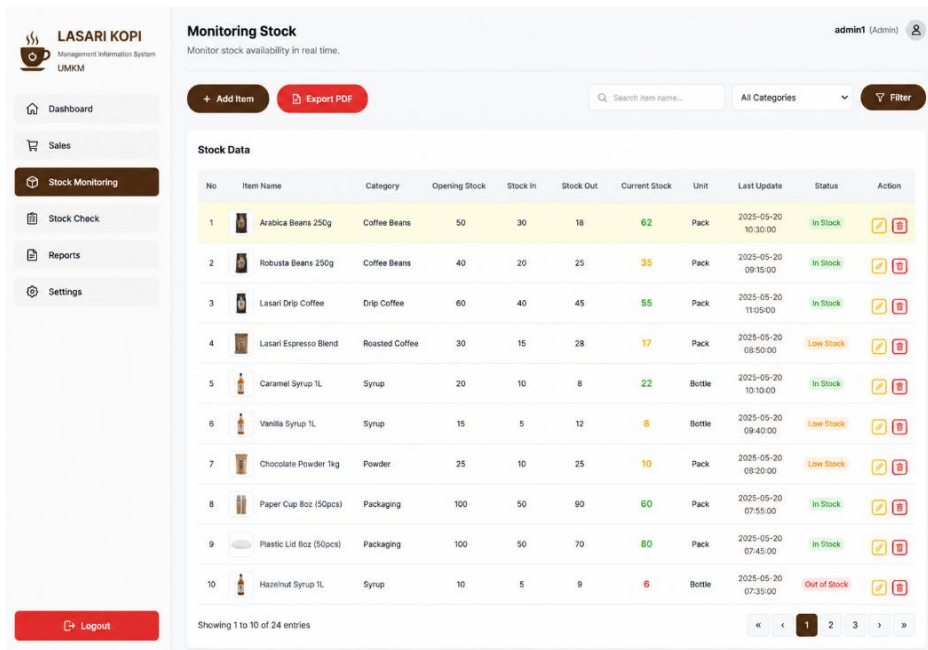 LASARI KOPI
Management Information System
UMKM
Dashboard
Sales
Stock Monitoring
Stock Check
Reports
Settings
Logout
Monitoring Stock
Monitor stock availability in real time.
admin1 (Admin)
+ Add Item
Export PDF
Search item name...
All Categories
Filter
Stock Data
No Item Name Category Opening Stock Stock In Stock Out Current Stock Unit Last Update Status Action
1 Arabica Beans 250g Coffee Beans 50 30 18 62 Pack 2025-05-20 10:30:00 In Stock
2 Robusta Beans 250g Coffee Beans 40 20 25 35 Pack 2025-05-20 09:15:00 In Stock
3 Lasari Drip Coffee Drip Coffee 60 40 45 55 Pack 2025-05-20 11:05:00 In Stock
4 Lasari Espresso Blend Roasted Coffee 30 15 28 17 Pack 2025-05-20 08:50:00 Low Stock
5 Caramel Syrup 1L Syrup 20 10 8 22 Bottle 2025-05-20 10:10:00 In Stock
6 Vanilla Syrup 1L Syrup 15 5 12 8 Bottle 2025-05-20 09:40:00 Low Stock
7 Chocolate Powder 1kg Powder 25 10 25 10 Pack 2025-05-20 08:20:00 Low Stock
8 Paper Cup 8oz (50pcs) Packaging 100 50 90 60 Pack 2025-05-20 07:55:00 In Stock
9 Plastic Lid 8oz (50pcs) Packaging 100 50 70 80 Pack 2025-05-20 07:45:00 In Stock
10 Hazelnut Syrup 1L Syrup 10 5 9 6 Bottle 2025-05-20 07:35:00 Out of Stock
Showing 1 to 10 of 24 entries
« ‹ 1 2 3 › »